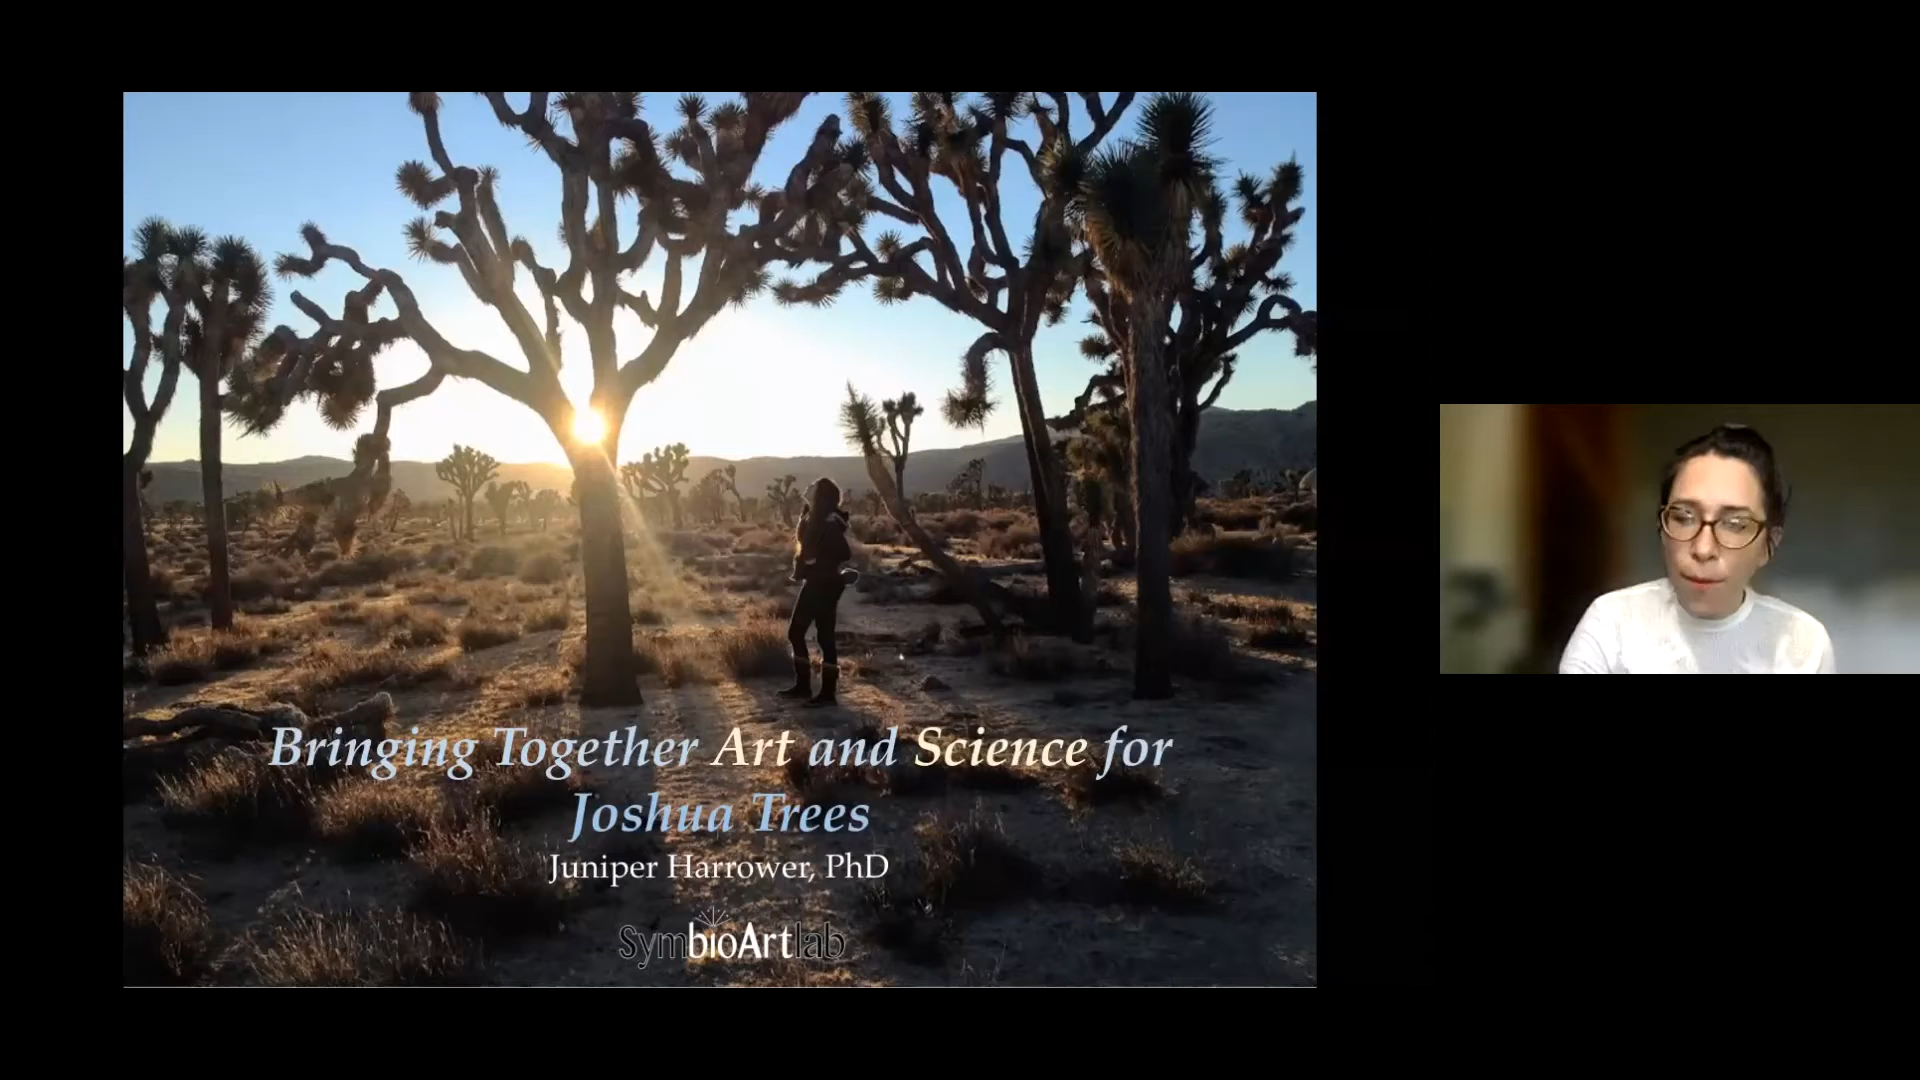 Bringing Together Art and Science for
Joshua Trees
Juniper Harrower, PhD
SymbioArtlab